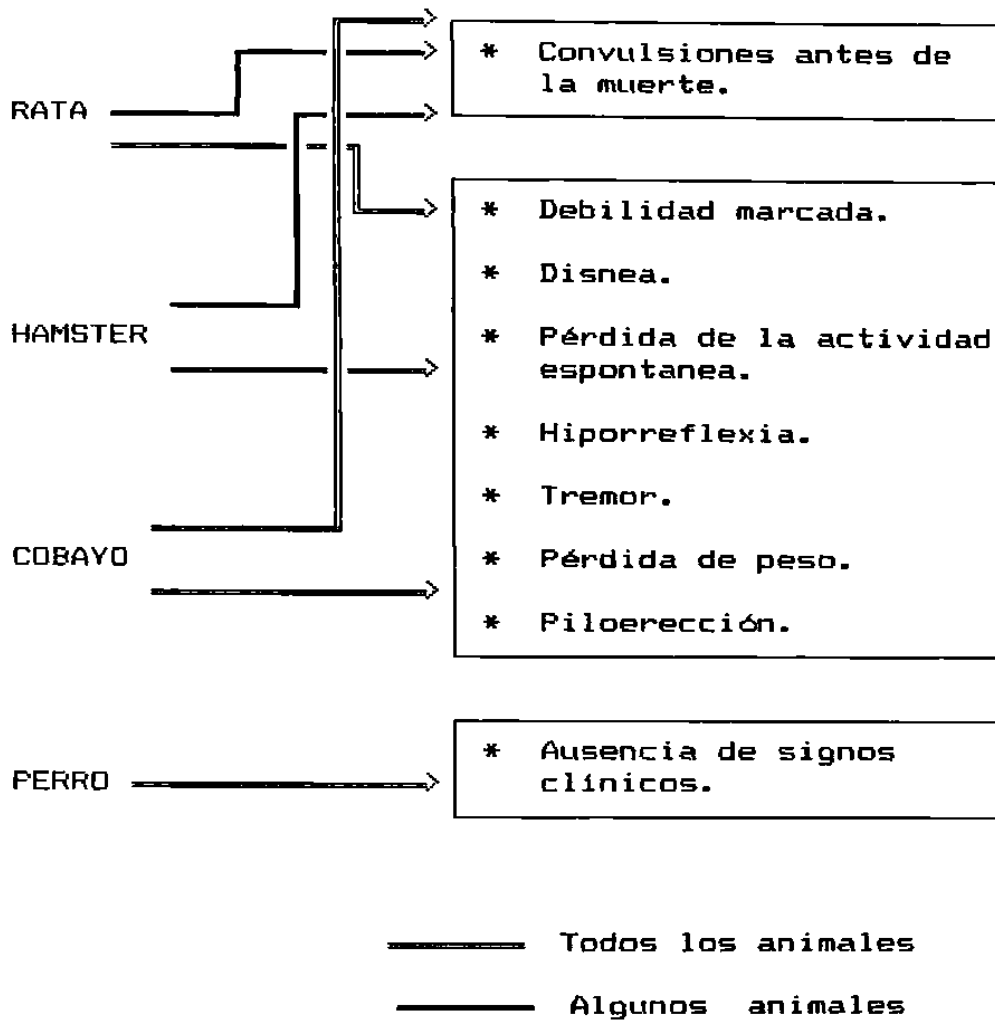 * Convulsiones antes de
la muerte.
RATA
* Debilidad marcada.
* Disnea.
HAMSTER
* Pérdida de la actividad
espontanea.
* Hiporreflexia.
* Tremor.
COBAYO
* Pérdida de peso.
* Piloerección.
PERRO
* Ausencia de signos
clínicos.
Todos los animales
Algunos animales